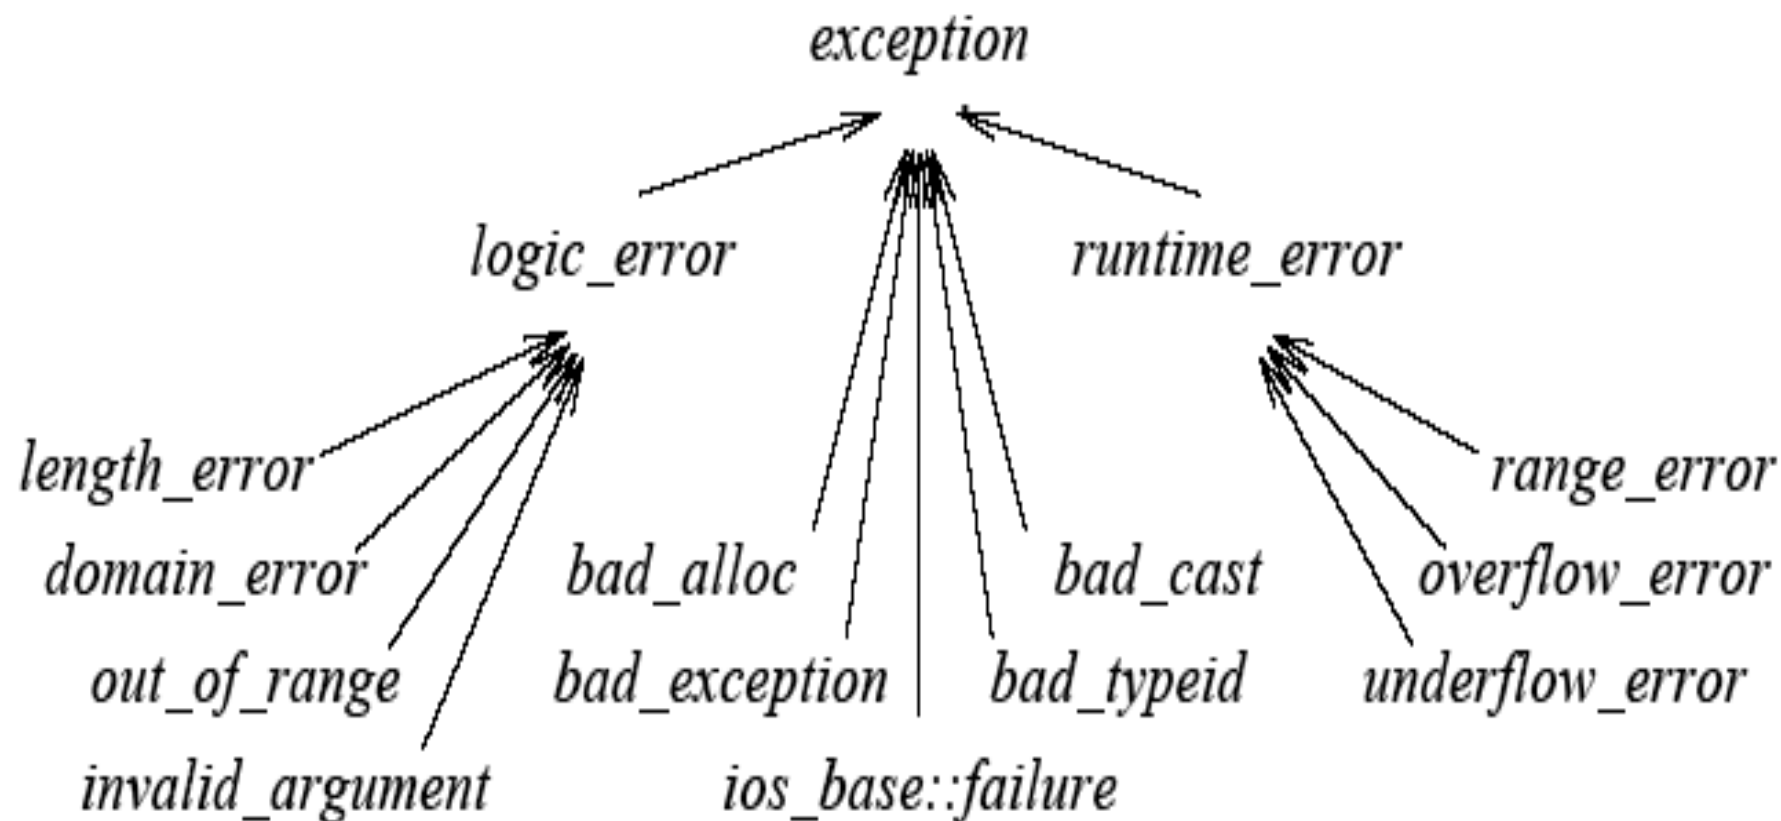 exception
logic_error runtime_error
length_error range_error
domain_error bad_alloc bad_cast overflow_error
out_of_range bad_exception bad_typeid underflow_error
invalid_argument ios_base::failure